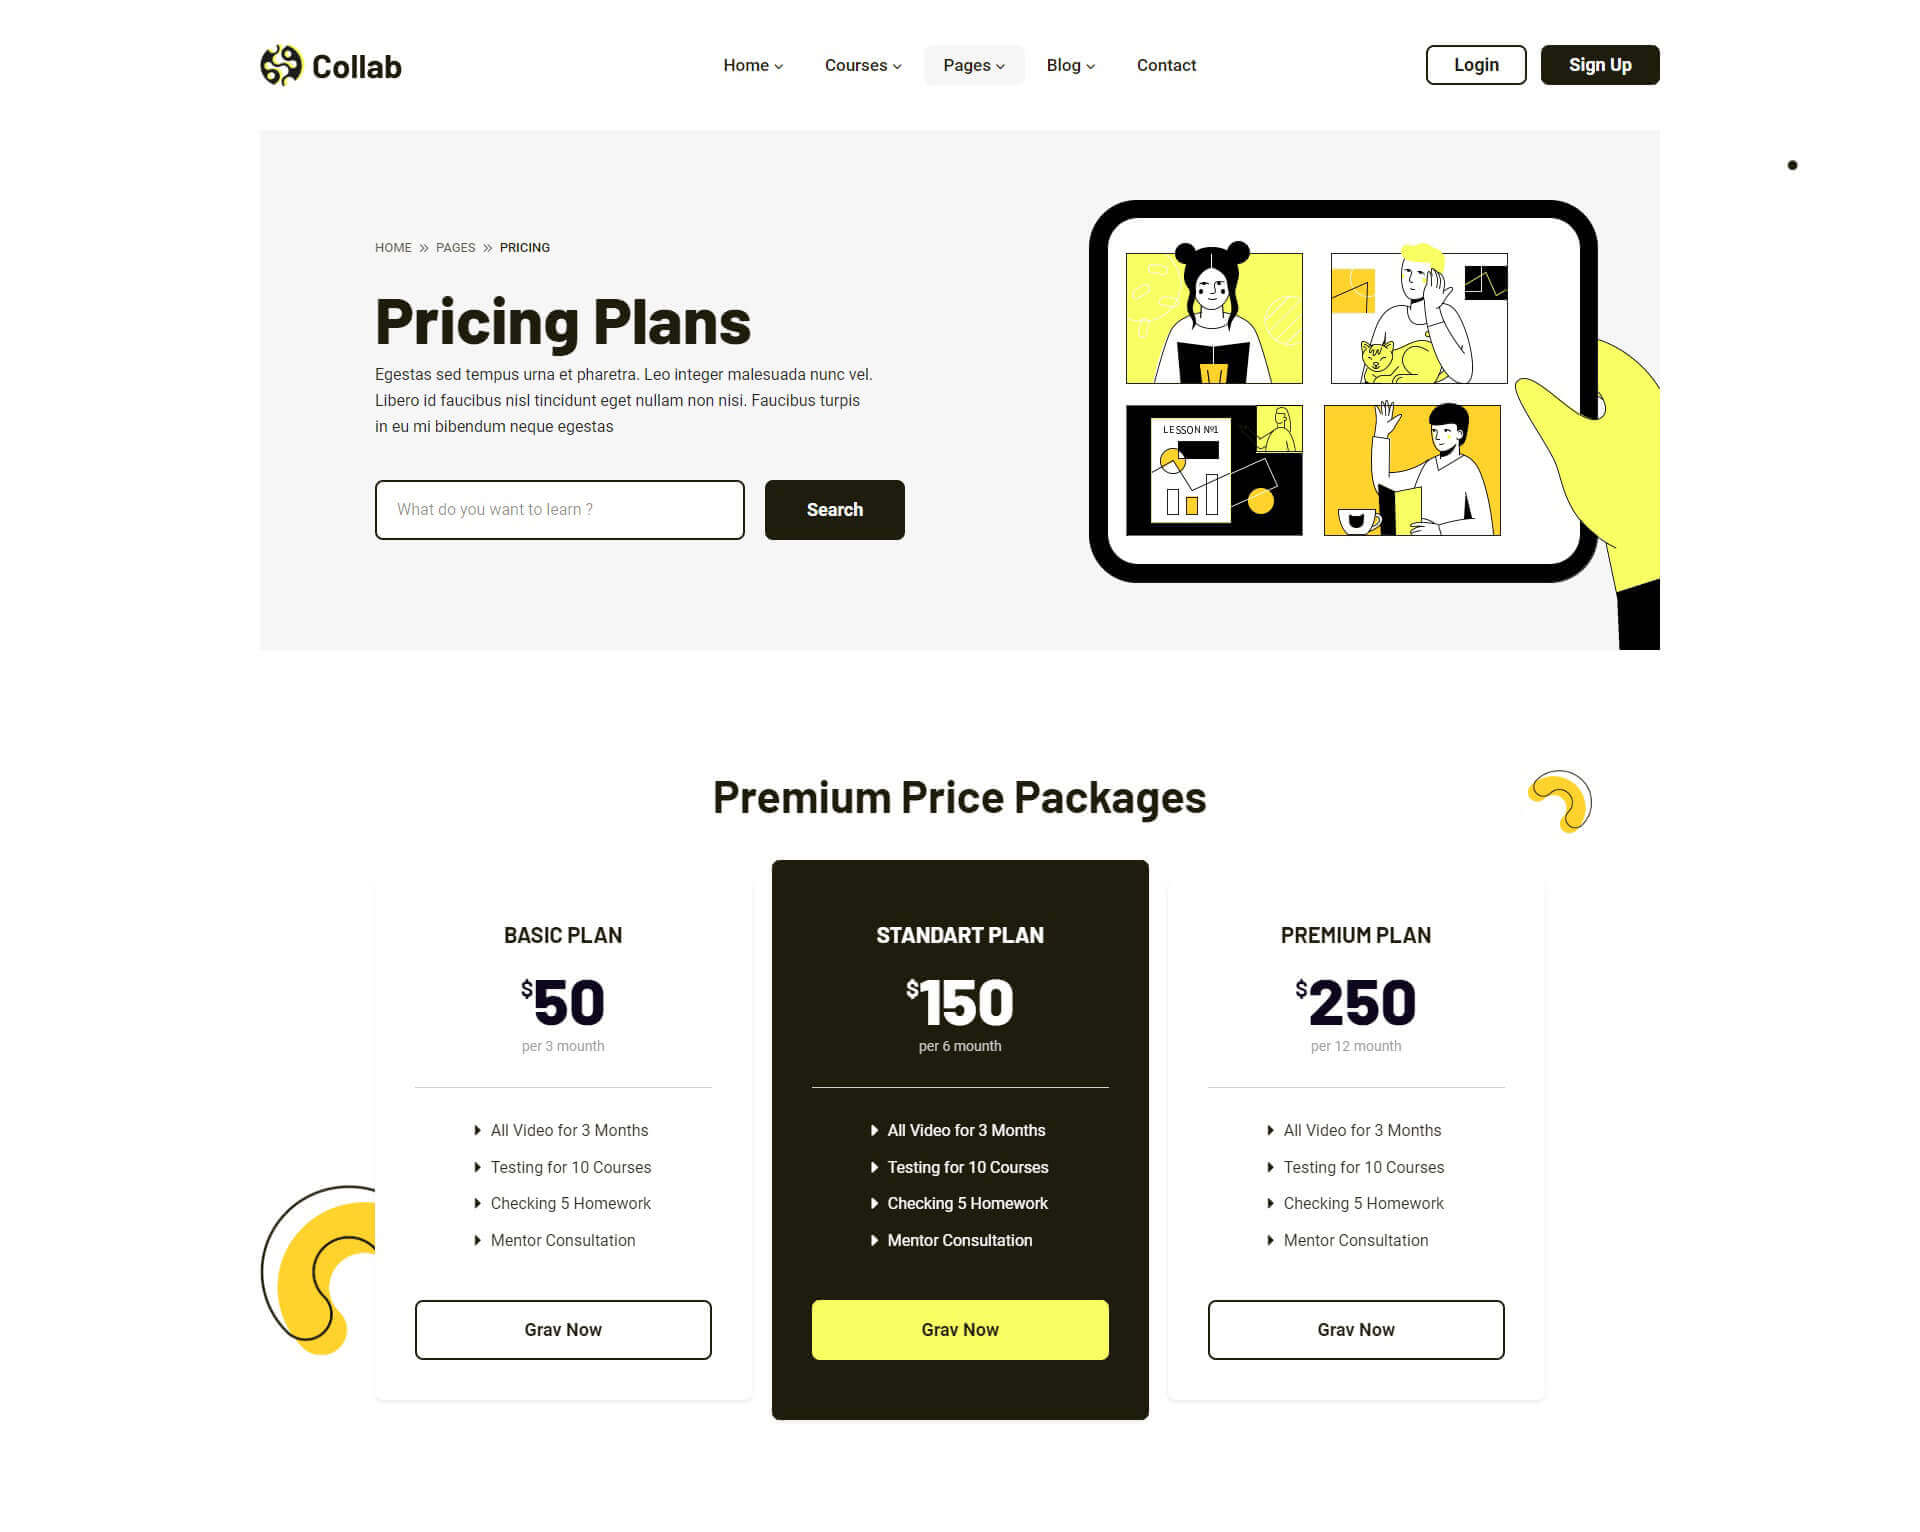 Collab
Home
Courses
Pages
Blog
Contact
Login
Sign Up
HOME » PAGES » PRICING
Pricing Plans
Egestas sed tempus urna et pharetra. Leo integer malesuada nunc vel.
Libero id faucibus nisl tincidunt eget nullam non nisi. Faucibus turpis
in eu mi bibendum neque egestas
What do you want to learn ?
Search
LESSON Nº1
Premium Price Packages
BASIC PLAN
$50
per 3 mounth
All Video for 3 Months
Testing for 10 Courses
Checking 5 Homework
Mentor Consultation
Grav Now
STANDART PLAN
$150
per 6 mounth
All Video for 3 Months
Testing for 10 Courses
Checking 5 Homework
Mentor Consultation
Grav Now
PREMIUM PLAN
$250
per 12 mounth
All Video for 3 Months
Testing for 10 Courses
Checking 5 Homework
Mentor Consultation
Grav Now